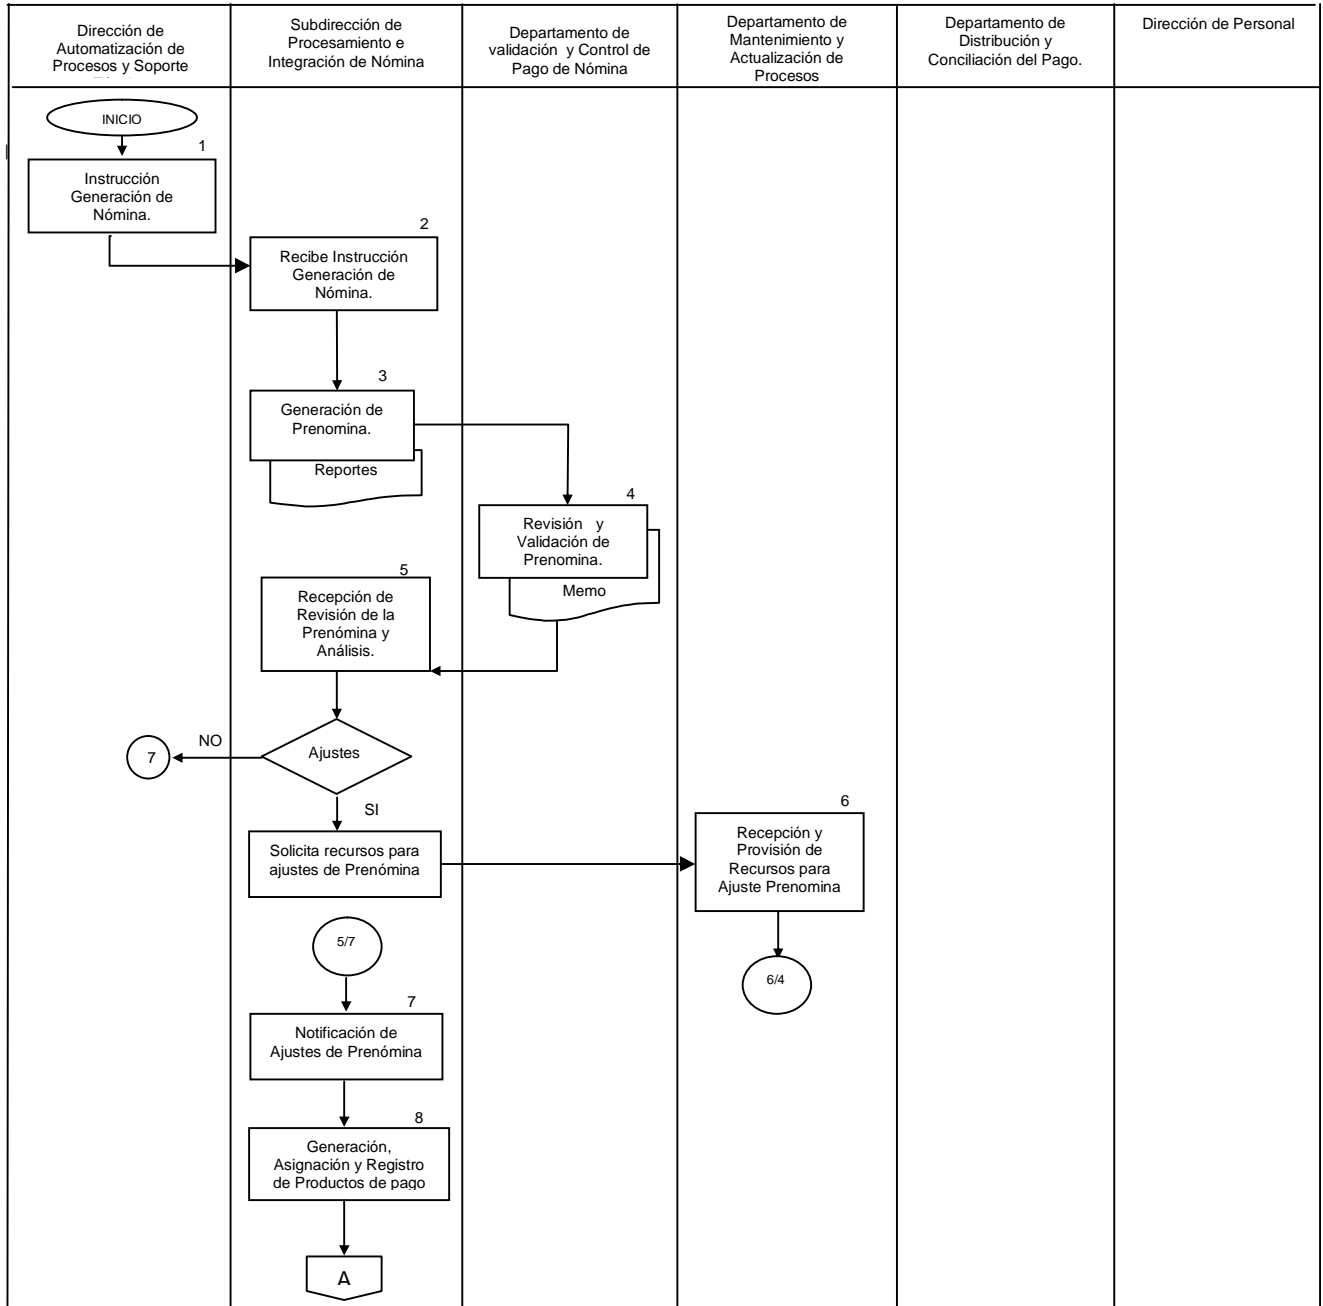 Dirección de
Automatización de
Procesos y Soporte
Subdirección de
Procesamiento e
Integración de Nómina
Departamento de
validación y Control de
Pago de Nómina
Departamento de
Mantenimiento y
Actualización de
Procesos
Departamento de
Distribución y
Conciliación del Pago.
Dirección de Personal
INICIO
1
Instrucción
Generación de
Nómina.
2
Recibe Instrucción
Generación de
Nómina.
3
Generación de
Prenomina.
Reportes
4
Revisión y
Validación de
Prenomina.
Memo
5
Recepción de
Revisión de la
Prenómina y
Análisis.
Ajustes
NO
7
SI
Solicita recursos para
ajustes de Prenómina
6
Recepción y
Provisión de
Recursos para
Ajuste Prenomina
6/4
5/7
7
Notificación de
Ajustes de Prenómina
8
Generación,
Asignación y Registro
de Productos de pago
A